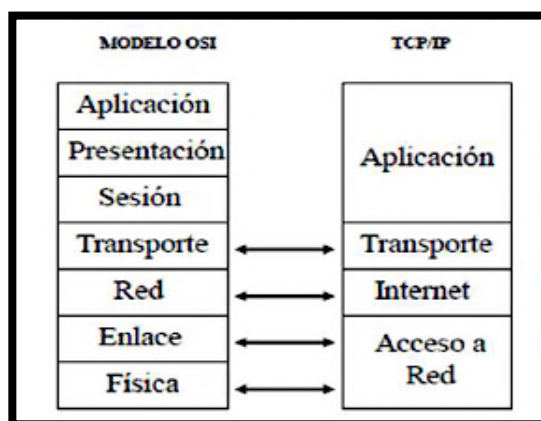 MODELO OSI
TCP/IP
Aplicación
Presentación
Sesión
Transporte
Red
Enlace
Física
Aplicación
Transporte
Internet
Acceso a
Red